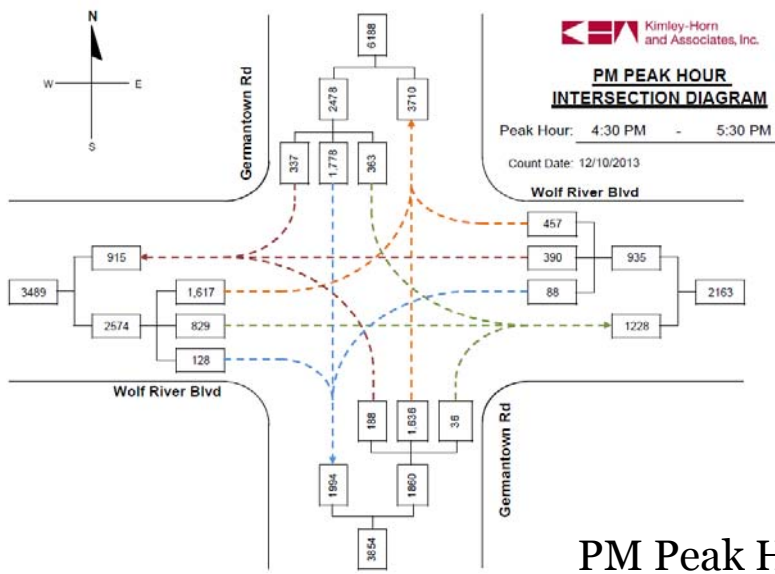 N
W E
S
Kimley-Horn
and Associates, Inc.
PM PEAK HOUR
INTERSECTION DIAGRAM
Peak Hour: 4:30 PM - 5:30 PM
Count Date: 12/10/2013
Germantown Rd
Wolf River Blvd
6188
2478
3710
337
1,778
363
457
390
88
935
2163
1228
915
3489
2574
1,617
829
128
Wolf River Blvd
Germantown Rd
188
1,636
36
1994
1860
3854
PM Peak H